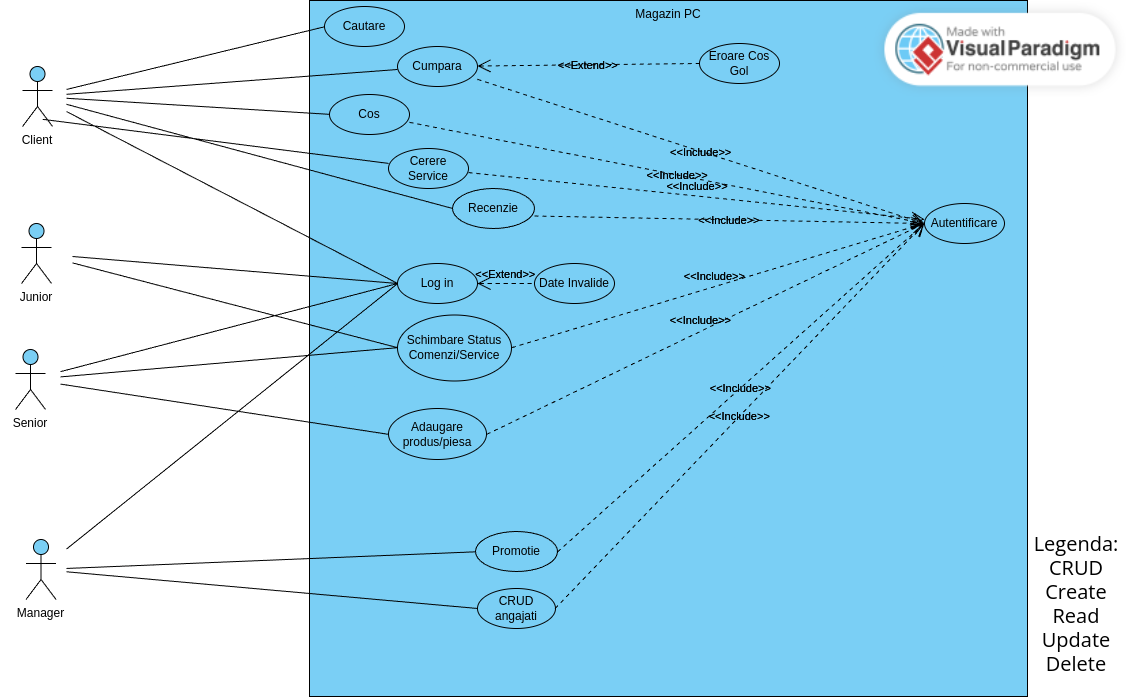 Magazin PC
Made with
VisualParadigm
For non-commercial use
Cautare
Cumpara
<<Extend>>
Eroare Cos
Gol
Client
Cos
<<Include>>
Cerere
Service
<<Include>>
<<Include>>
Recenzie
<<Include>>
Autentificare
Junior
Log in
<<Extend>>
Date Invalide
<<Include>>
Schimbare Status
Comenzi/Service
<<Include>>
Senior
Adaugare
produs/piesa
<<Include>>
<<Include>>
Manager
Promotie
CRUD
angajati
Legenda:
CRUD
Create
Read
Update
Delete